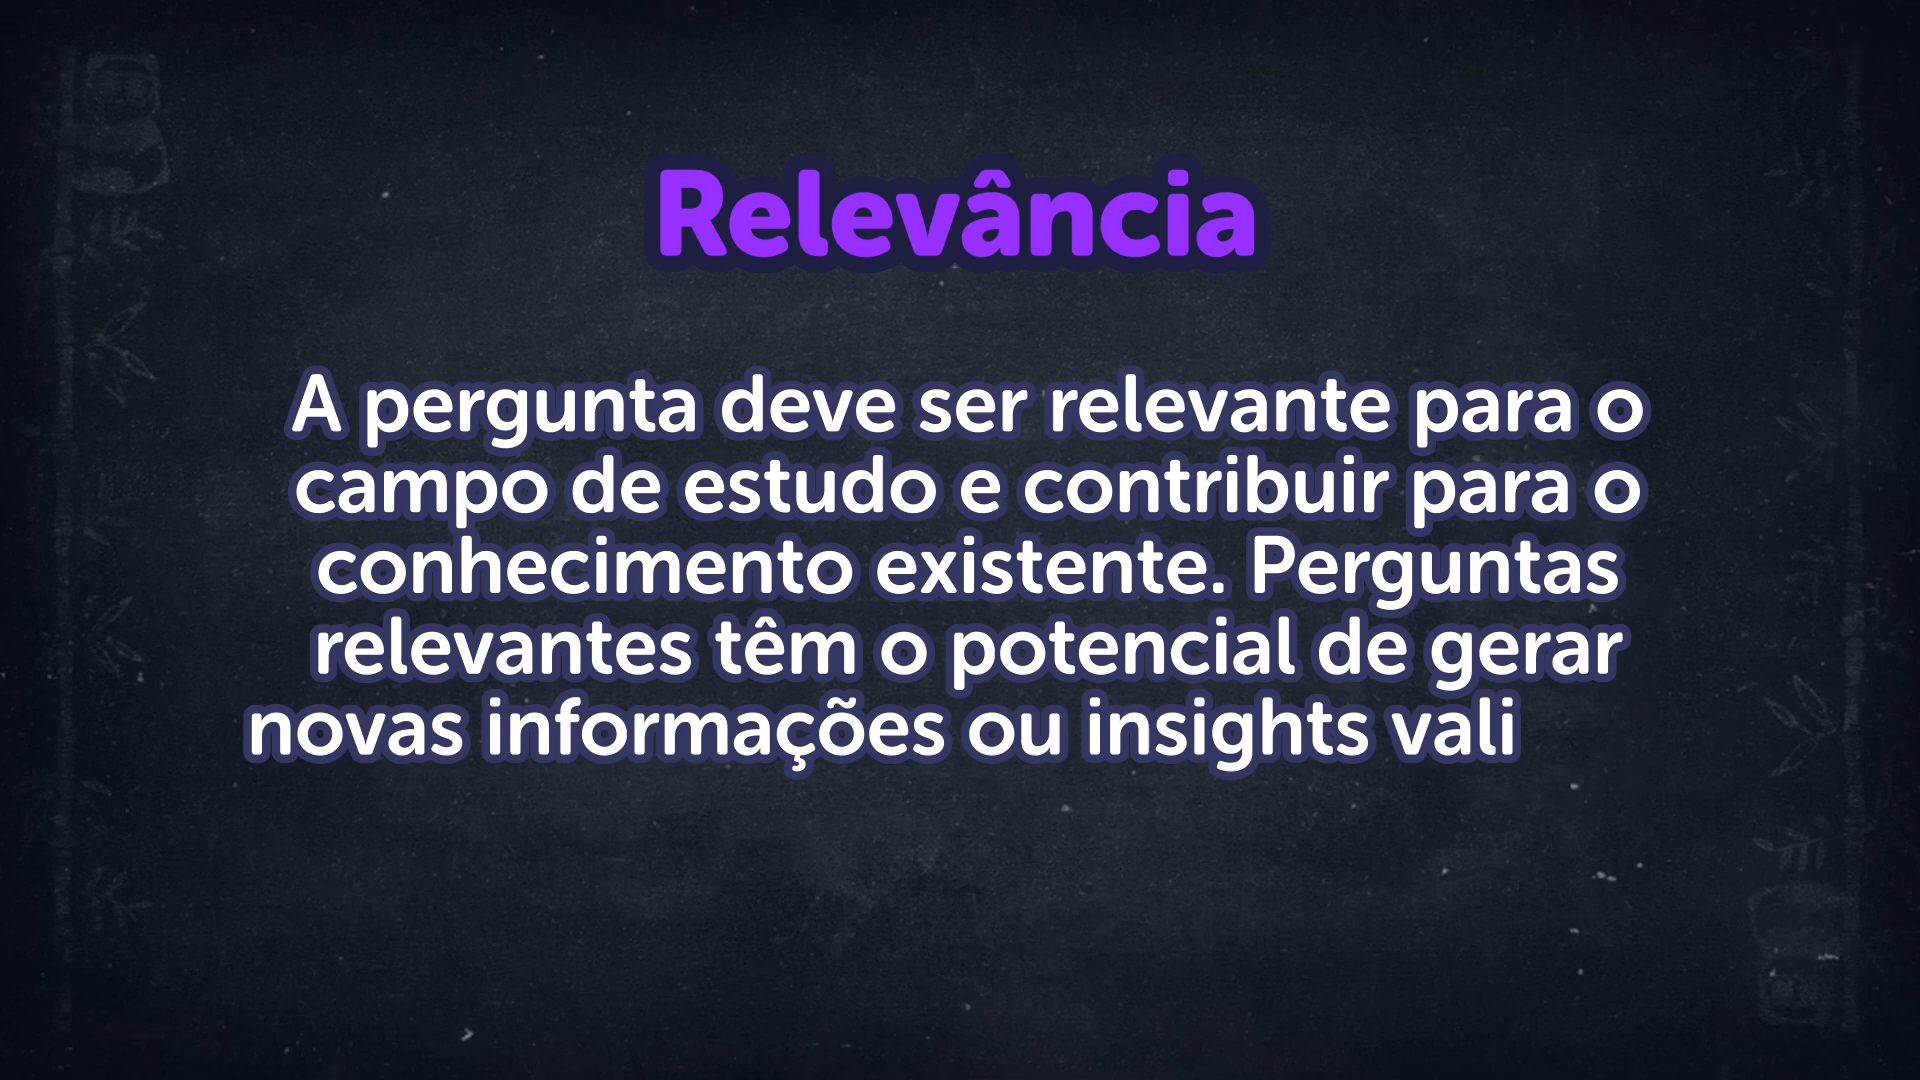 Relevância
A pergunta deve ser relevante para o
campo de estudo e contribuir para o
conhecimento existente. Perguntas
relevantes têm o potencial de gerar
novas informações ou insights vali